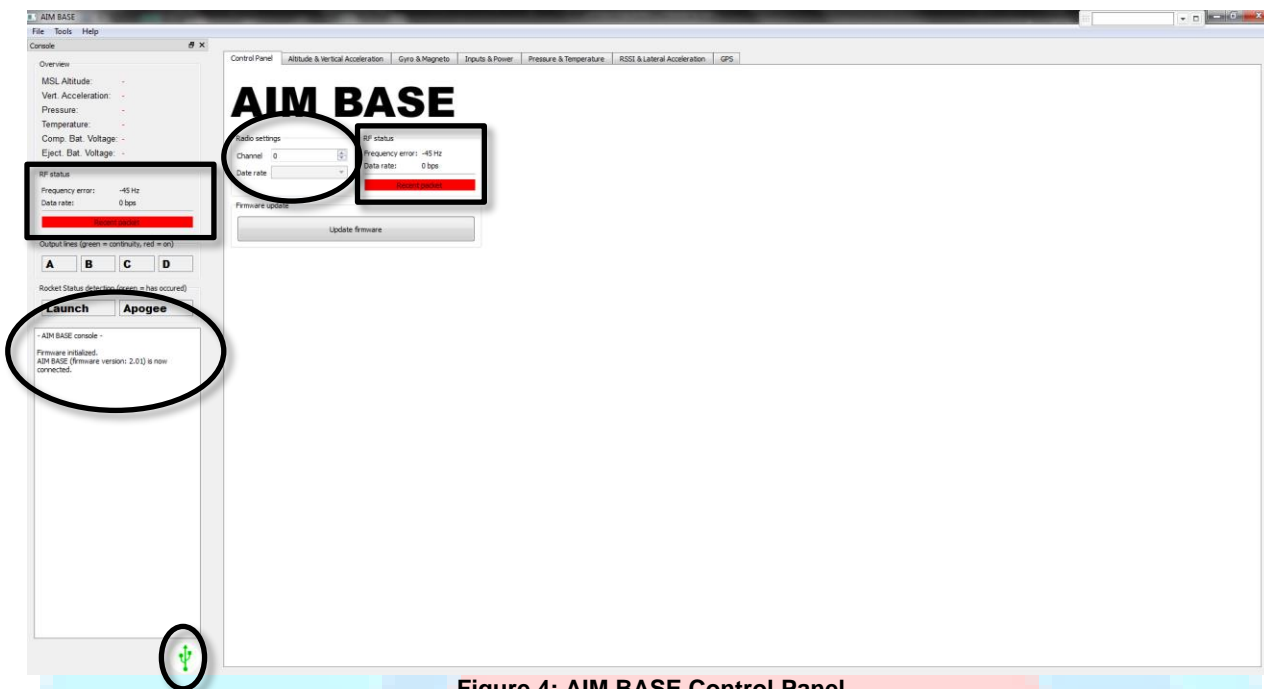 AIM BASE
File Tools Help
Console
Overview
MSL Altitude: -
Vert. Acceleration: -
Pressure: -
Temperature: -
Comp. Bat. Voltage: -
Eject. Bat. Voltage: -
RF status
Frequency error: -45 Hz
Data rate: 0 bps
Recent packet
Output lines (green = continuity, red = on)
A B C D
Rocket Status detection (green = has occured)
Launch Apogee
- AIM BASE console -
Firmware initialized.
AIM BASE (firmware version: 2.01) is now
connected.
Control Panel Altitude & Vertical Acceleration Gyro & Magneto Inputs & Power Pressure & Temperature RSSI & Lateral Acceleration GPS
AIM BASE
Radio settings
Channel 0
Date rate
RF status
Frequency error: -45 Hz
Data rate: 0 bps
Recent packet
Firmware update
Update firmware
Figure 4: AIM BASE Control Panel